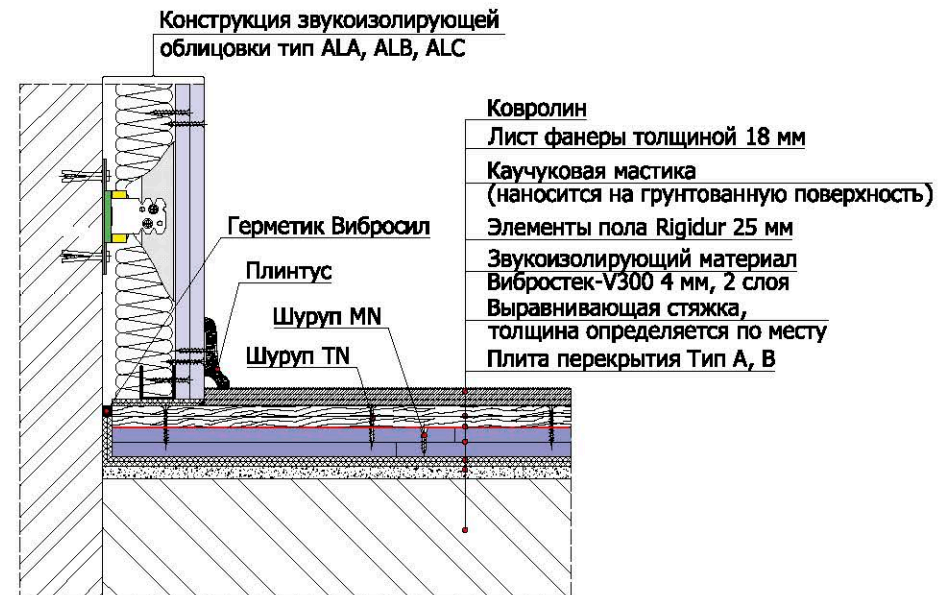 Конструкция звукоизолирующей
облицовки тип ALA, ALB, ALC
Ковролин
Лист фанеры толщиной 18 мм
Каучуковая мастика
(наносится на грунтованную поверхность)
Элементы пола Rigidur 25 мм
Звукоизолирующий материал
Вибростек-V300 4 мм, 2 слоя
Выравнивающая стяжка,
толщина определяется по месту
Плита перекрытия Тип А, В
Герметик Вибросил
Плинтус
Шуруп MN
Шуруп TN